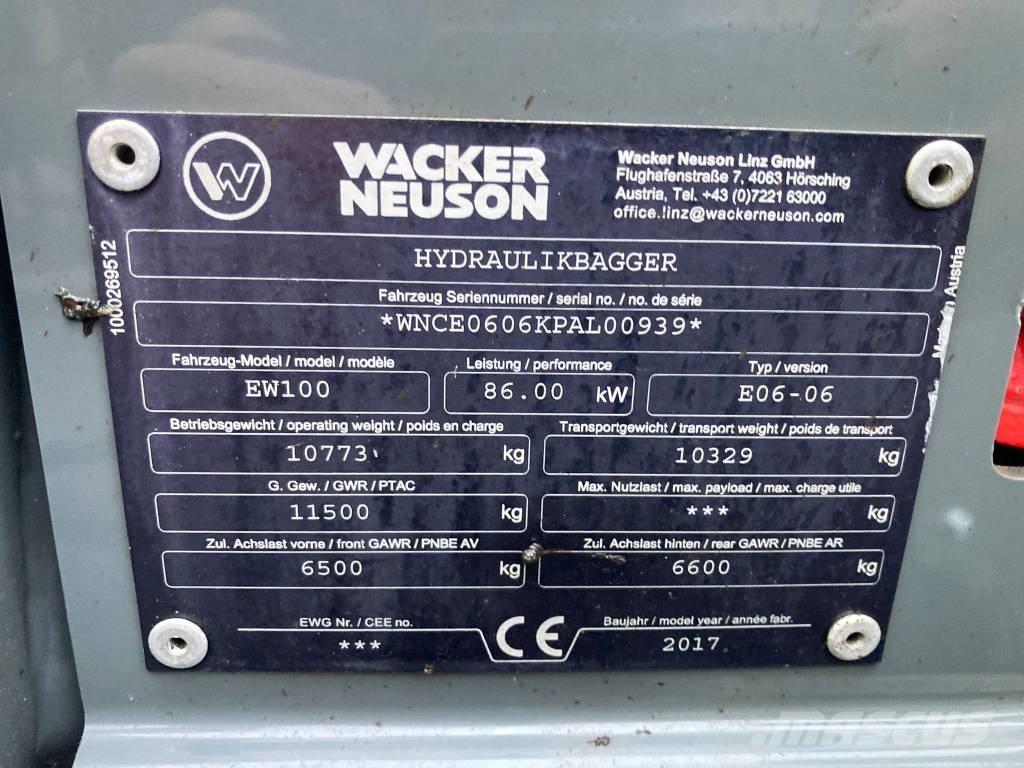 WACKER
NEUSON
Wacker Neuson Linz GmbH
Flughafenstraße 7, 4063 Hörsching
Austria, Tel. +43 (0)7221 63000
office.linz@wackerneuson.com
HYDRAULIKBAGGER
Fahrzeug Seriennummer / serial no. / no. de série
*WNCE0606KPAL00939*
Fahrzeug-Model / model / modèle
EW100
Leistung / performance
86.00 kW
Typ / version
E06-06
Betriebsgewicht / operating weight / poids en charge
10773 kg
Transportgewicht / transport weight / poids de transport
10329 kg
G. Gew. / GWR / PTAC
11500 kg
Max. Nutzlast / max. payload / max. charge utile
*** kg
Zul. Achslast vorne / front GAWR / PNBE AV
6500 kg
Zul. Achslast hinten / rear GAWR / PNBE AR
6600 kg
EWG Nr. / CEE no.
***
CE
Baujahr / model year / année fabr.
2017
1000269512
Austria
Mascus